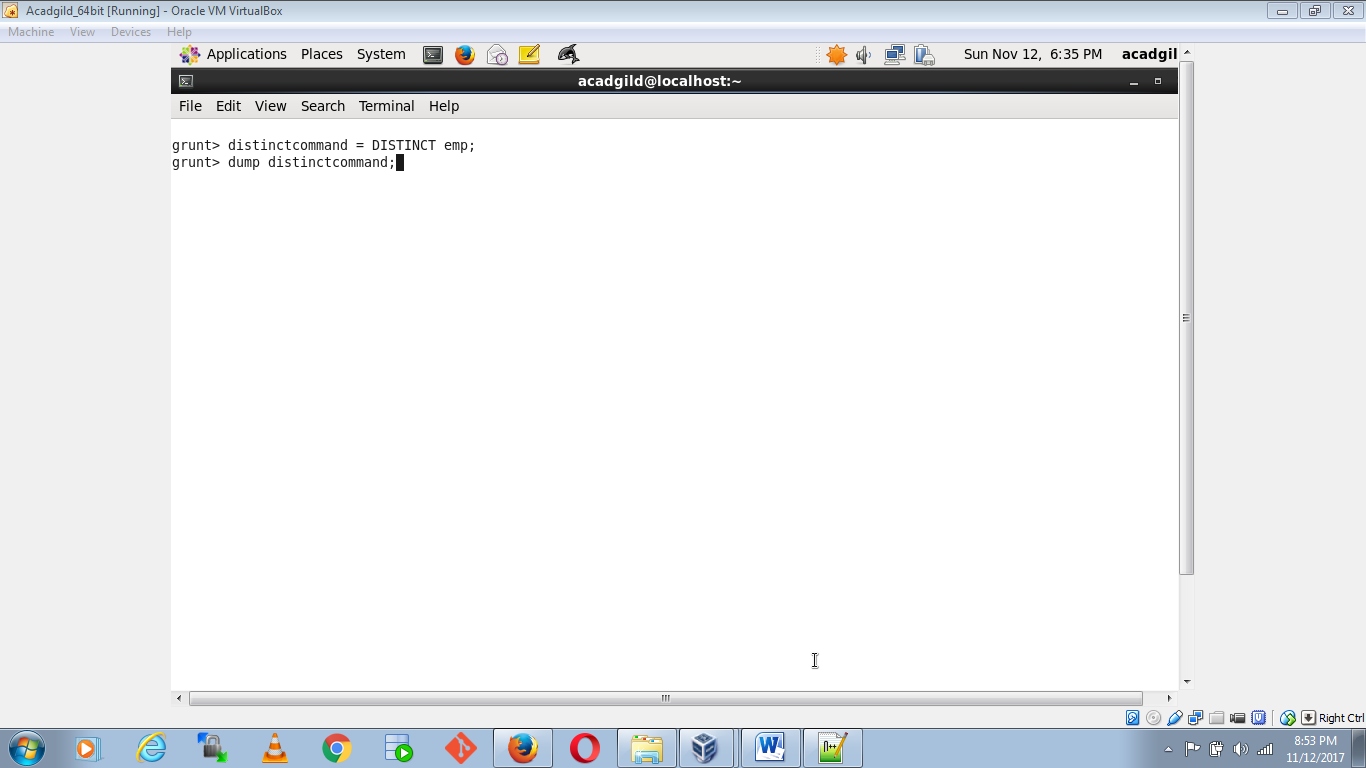 Acadgild_64bit [Running] - Oracle VM VirtualBox
Machine View Devices Help
Applications Places System Sun Nov 12, 6:35 PM acadgil
acadgild@localhost:~
File Edit View Search Terminal Help
grunt> distinctcommand = DISTINCT emp;
grunt> dump distinctcommand;
Right Ctrl
8:53 PM
11/12/2017